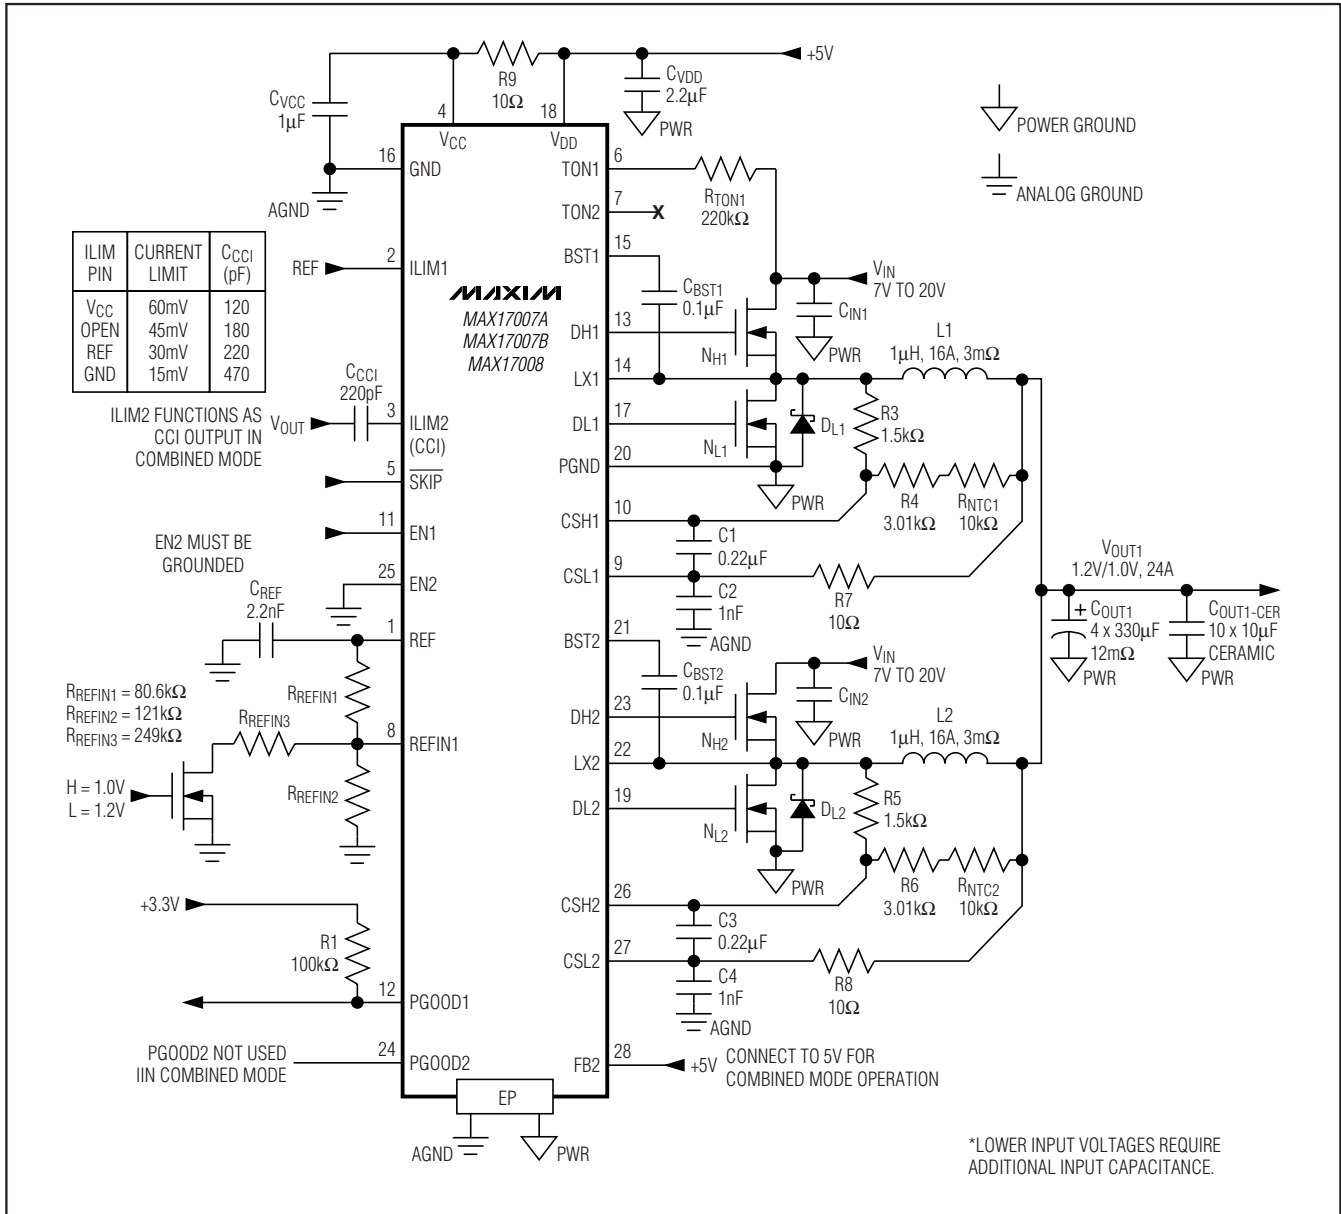 +5V
R9
10Ω
CVDD
2.2µF
PWR
CVCC
1µF
4
18
VCC
VDD
POWER GROUND
ANALOG GROUND
16
GND
AGND
6
TON1
RTON1
220kΩ
7
TON2
X
ILIM PIN
CURRENT LIMIT
CCCI (pF)
VCC 60mV 120
OPEN 45mV 180
REF 30mV 220
GND 15mV 470
REF
2
ILIM1
MAXIM
MAX17007A
MAX17007B
MAX17008
15
BST1
CBST1
0.1µF
VIN
7V TO 20V
CIN1
PWR
13
DH1
NH1
L1
1µH, 16A, 3mΩ
14
LX1
CCCI
220pF
ILIM2 FUNCTIONS AS
CCI OUTPUT IN
COMBINED MODE
VOUT
3
ILIM2
(CCI)
17
DL1
NL1
DL1
R3
1.5kΩ
20
PGND
PWR
R4
3.01kΩ
RNTC1
10kΩ
5
SKIP
10
CSH1
C1
0.22µF
11
EN1
9
CSL1
R7
10Ω
C2
1nF
AGND
EN2 MUST BE
GROUNDED
25
EN2
VOUT1
1.2V/1.0V, 24A
COUT1
+
4 x 330µF
12mΩ
PWR
COUT1-CER
10 x 10µF
CERAMIC
PWR
CREF
2.2nF
1
REF
21
BST2
CBST2
0.1µF
VIN
7V TO 20V
CIN2
PWR
RREFIN1 = 80.6kΩ
RREFIN2 = 121kΩ
RREFIN3 = 249kΩ
RREFIN1
RREFIN3
8
REFIN1
23
DH2
NH2
L2
1µH, 16A, 3mΩ
22
LX2
H = 1.0V
L = 1.2V
RREFIN2
19
DL2
NL2
DL2
R5
1.5kΩ
PWR
R6
3.01kΩ
RNTC2
10kΩ
+3.3V
R1
100kΩ
26
CSH2
C3
0.22µF
27
CSL2
R8
10Ω
C4
1nF
AGND
12
PGOOD1
PGOOD2 NOT USED
IIN COMBINED MODE
24
PGOOD2
28
FB2
+5V
CONNECT TO 5V FOR
COMBINED MODE OPERATION
EP
AGND
PWR
*LOWER INPUT VOLTAGES REQUIRE
ADDITIONAL INPUT CAPACITANCE.